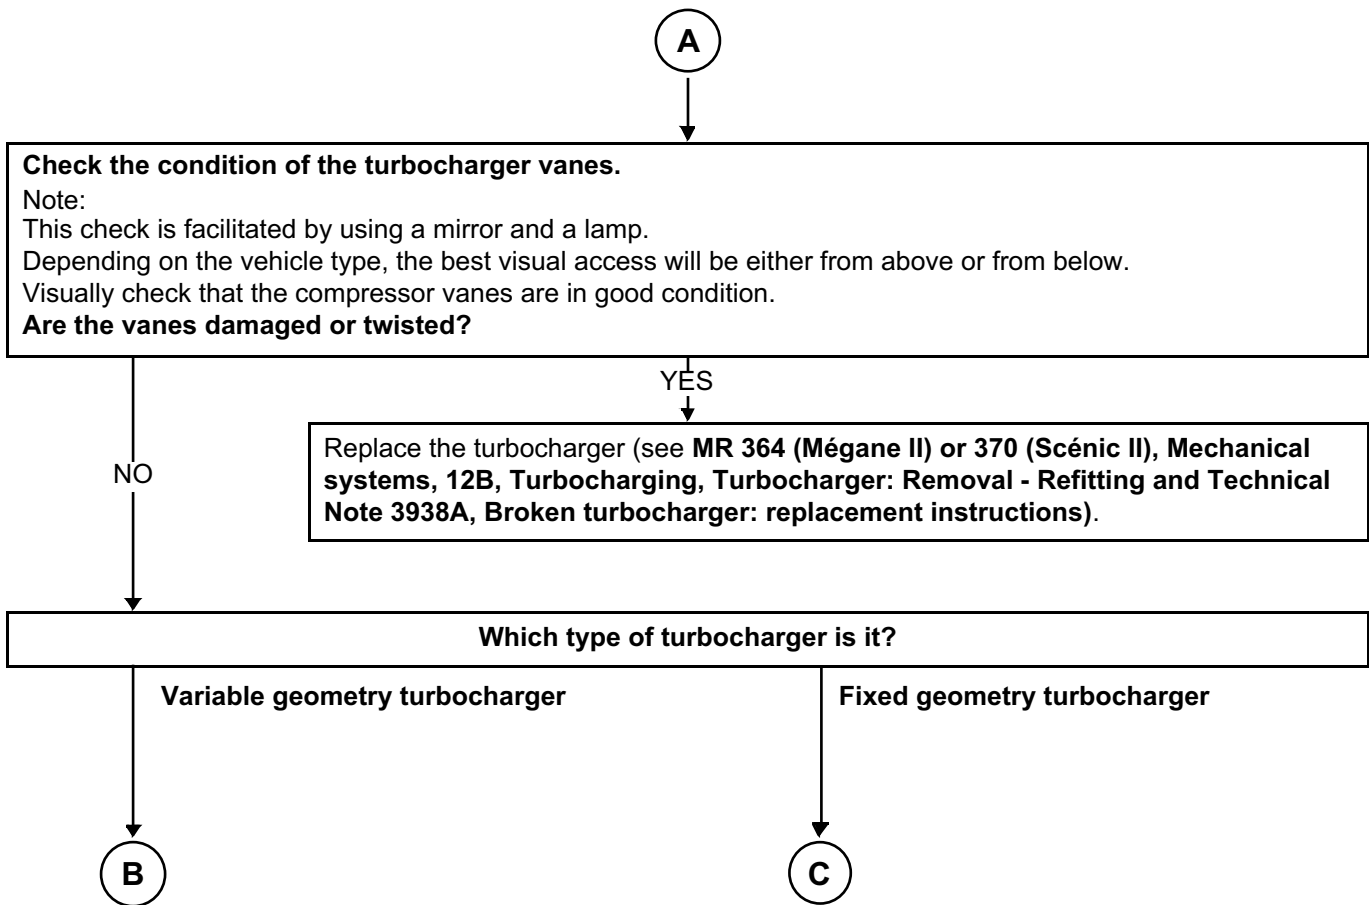 A
Check the condition of the turbocharger vanes.
Note:
This check is facilitated by using a mirror and a lamp.
Depending on the vehicle type, the best visual access will be either from above or from below.
Visually check that the compressor vanes are in good condition.
Are the vanes damaged or twisted?
YES
Replace the turbocharger (see MR 364 (Mégane II) or 370 (Scénic II), Mechanical
systems, 12B, Turbocharging, Turbocharger: Removal - Refitting and Technical
Note 3938A, Broken turbocharger: replacement instructions).
NO
Which type of turbocharger is it?
Variable geometry turbocharger
Fixed geometry turbocharger
B
C